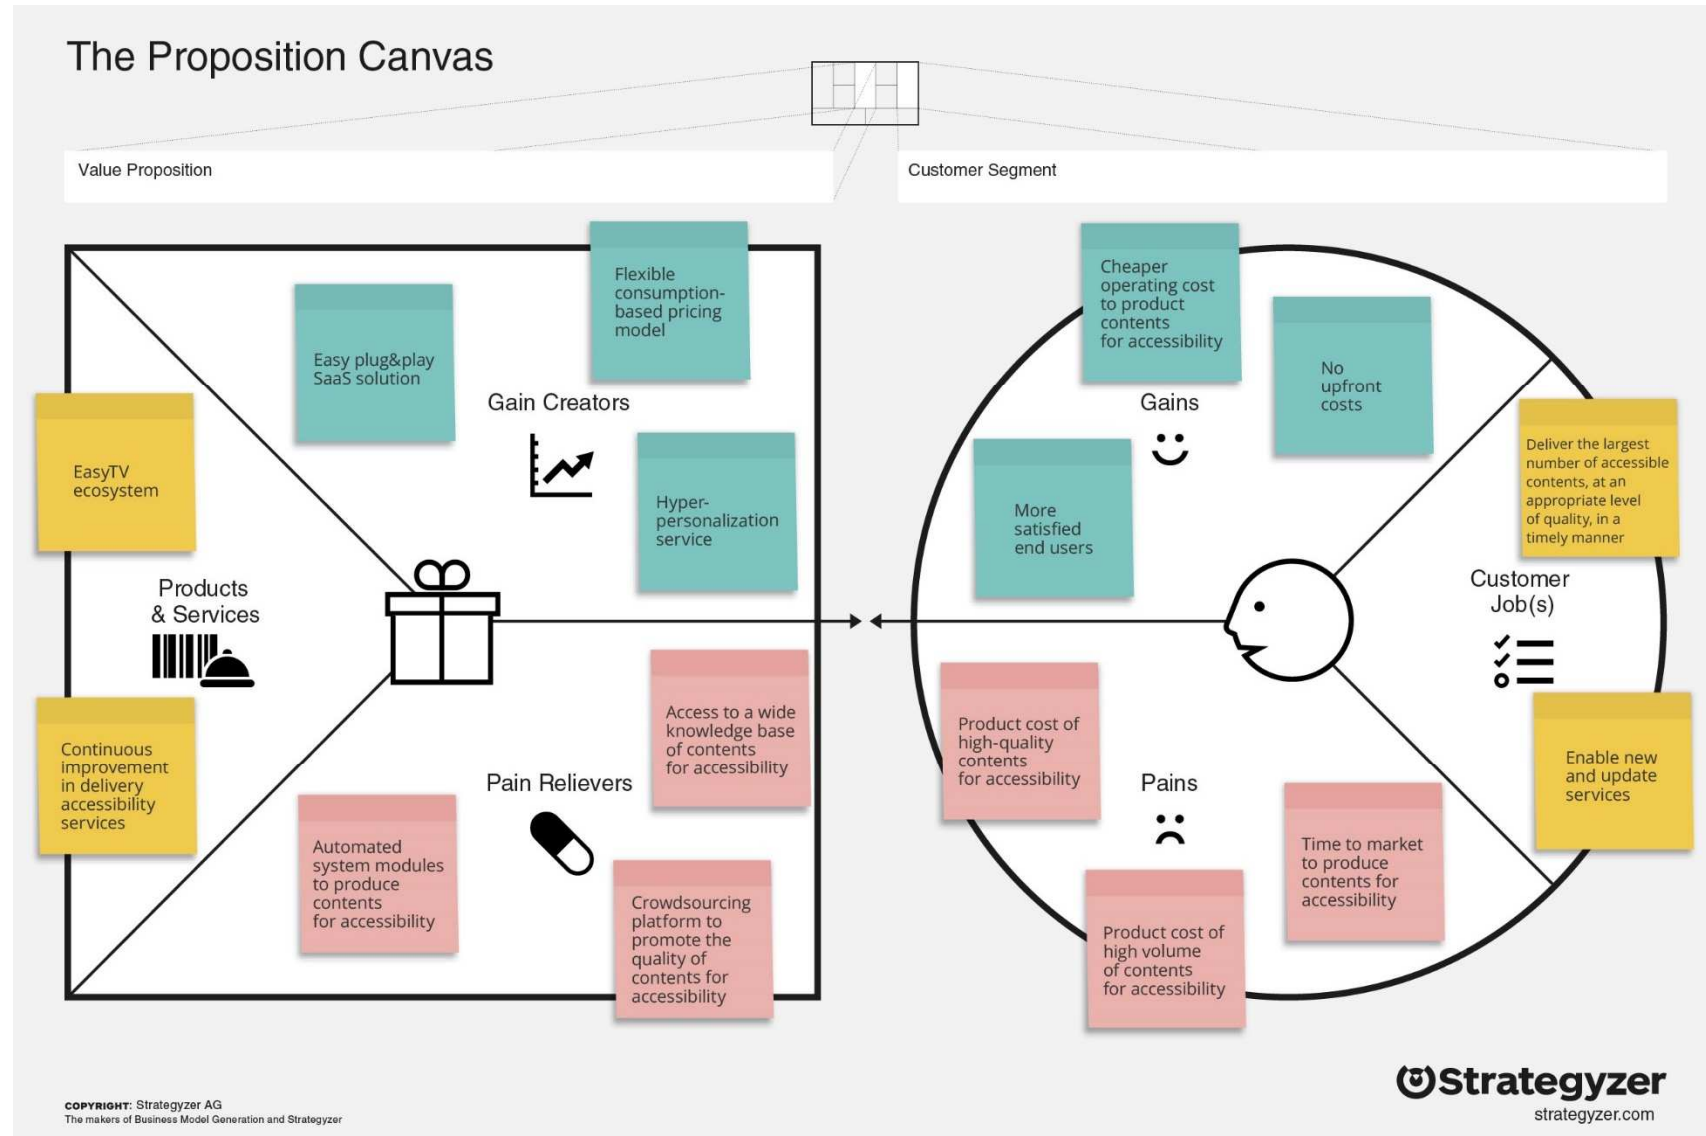 The Proposition Canvas
Value Proposition
Customer Segment
Flexible
consumption-
based pricing
model
Easy plug&play
SaaS solution
Gain Creators
Hyper-
personalization
service
EasyTV
ecosystem
Products
& Services
Continuous
improvement
in delivery
accessibility
services
Access to a wide
knowledge base
of contents
for accessibility
Pain Relievers
Automated
system modules
to produce
contents
for accessibility
Crowdsourcing
platform to
promote the
quality of
contents for
accessibility
Cheaper
operating cost
to product
contents
for accessibility
No
upfront
costs
Gains
More
satisfied
end users
Deliver the largest
number of accessible
contents, at an
appropriate level
of quality, in a
timely manner
Customer
Job(s)
Enable new
and update
services
Product cost of
high-quality
contents
for accessibility
Pains
Time to market
to produce
contents for
accessibility
Product cost of
high volume
of contents
for accessibility
COPYRIGHT: Strategyzer AG
The makers of Business Model Generation and Strategyzer
Strategyzer
strategyzer.com